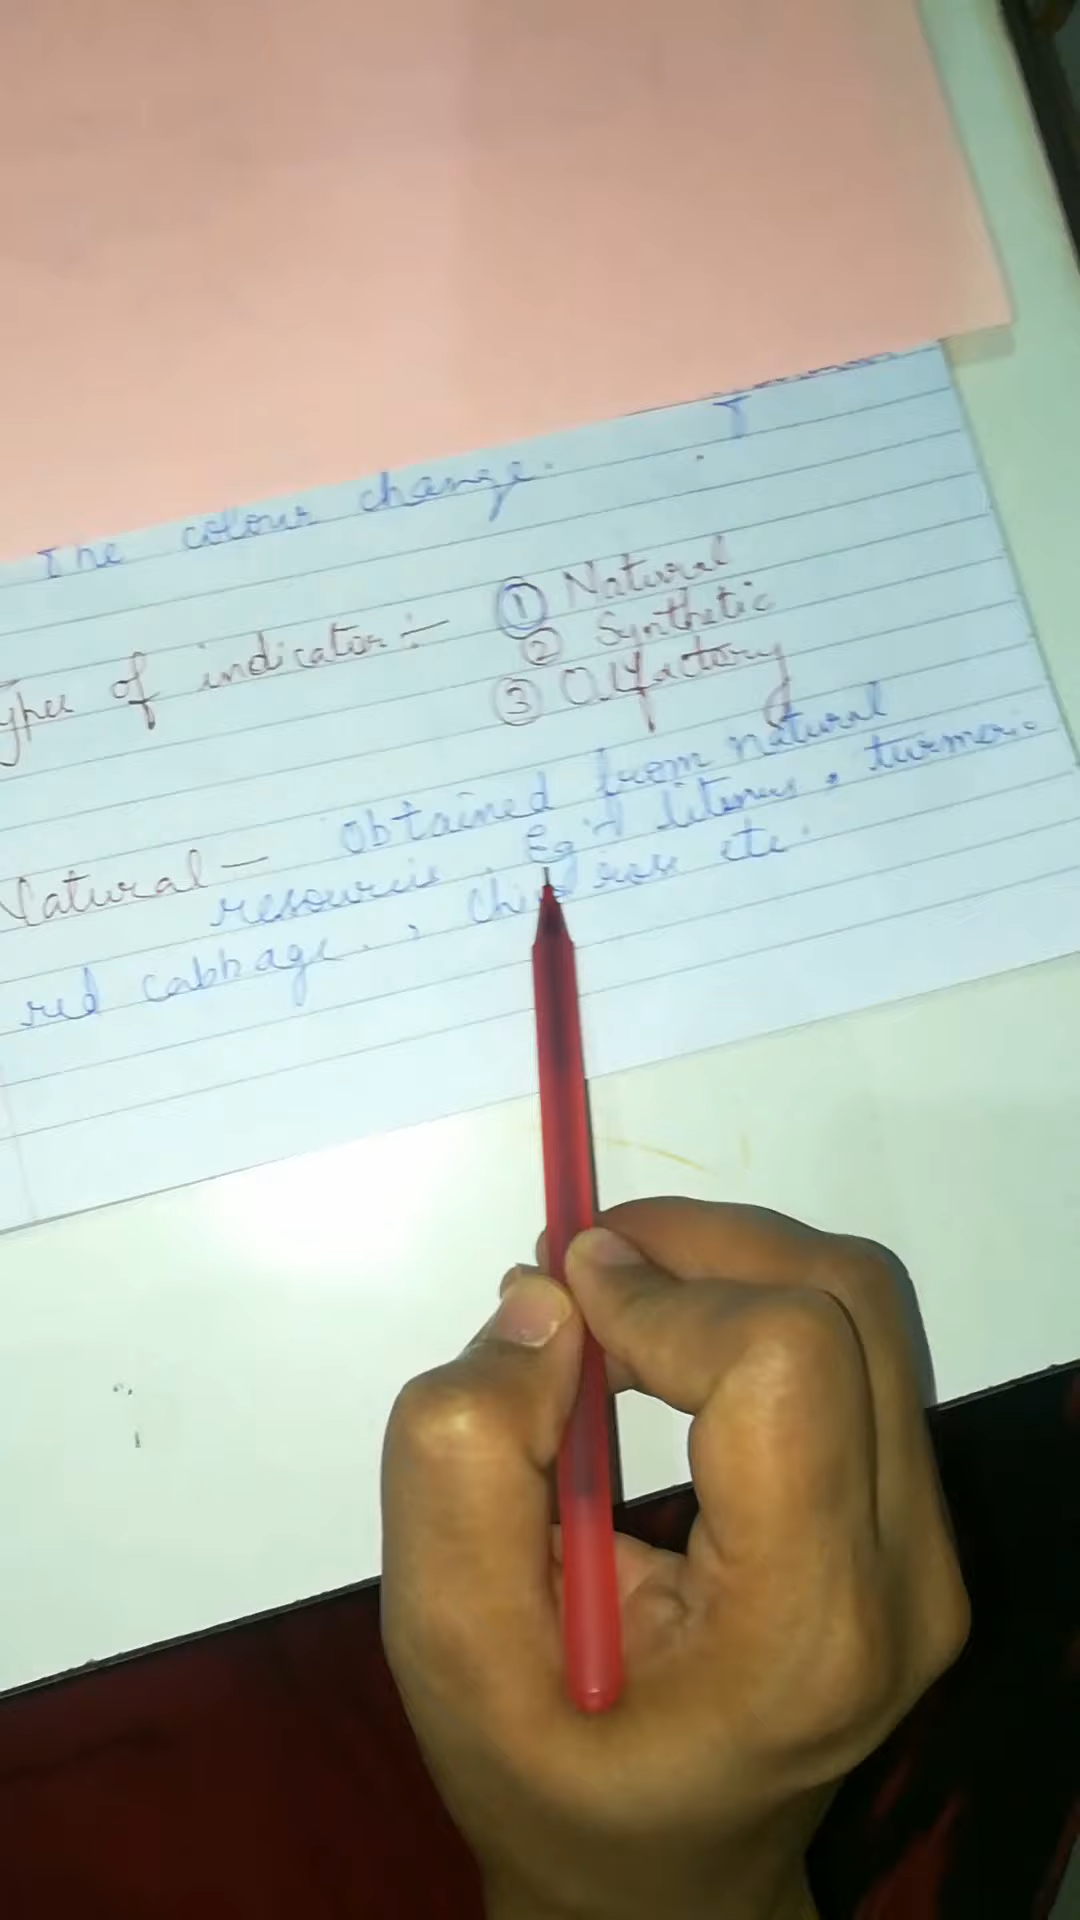 The colour change.
Types of indicator :- ① Natural
② Synthetic
③ Olfactory
Natural - Obtained from natural
resources. Eg :- litmus, turmeric
red cabbage, china rose etc.